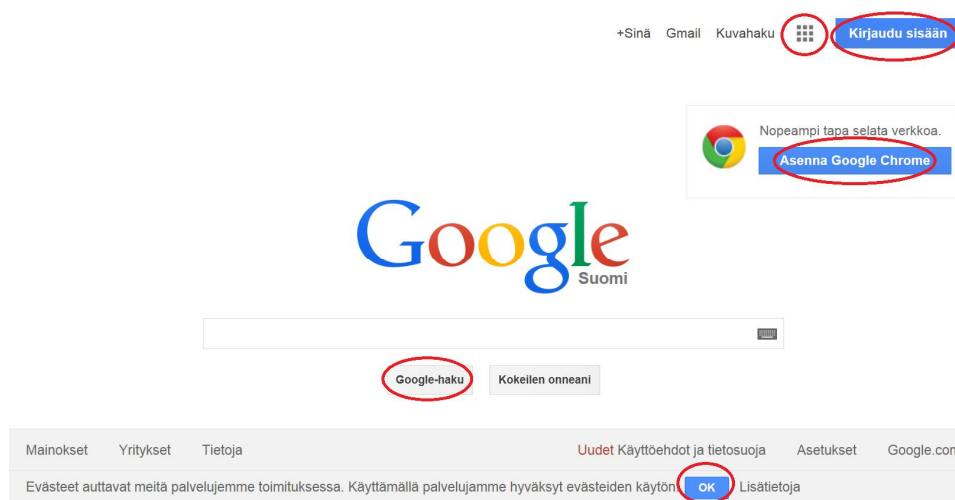 +Sinä Gmail Kuvahaku Kirjaudu sisään
Nopeampi tapa selata verkkoa.
Asenna Google Chrome
Google
Suomi
Google-haku Kokeilen onneani
Mainokset Yritykset Tietoja Uudet Käyttöehdot ja tietosuoja Asetukset Google.com
Evästeet auttavat meitä palvelujemme toimituksessa. Käyttämällä palvelujamme hyväksyt evästeiden käytön. OK Lisätietoja